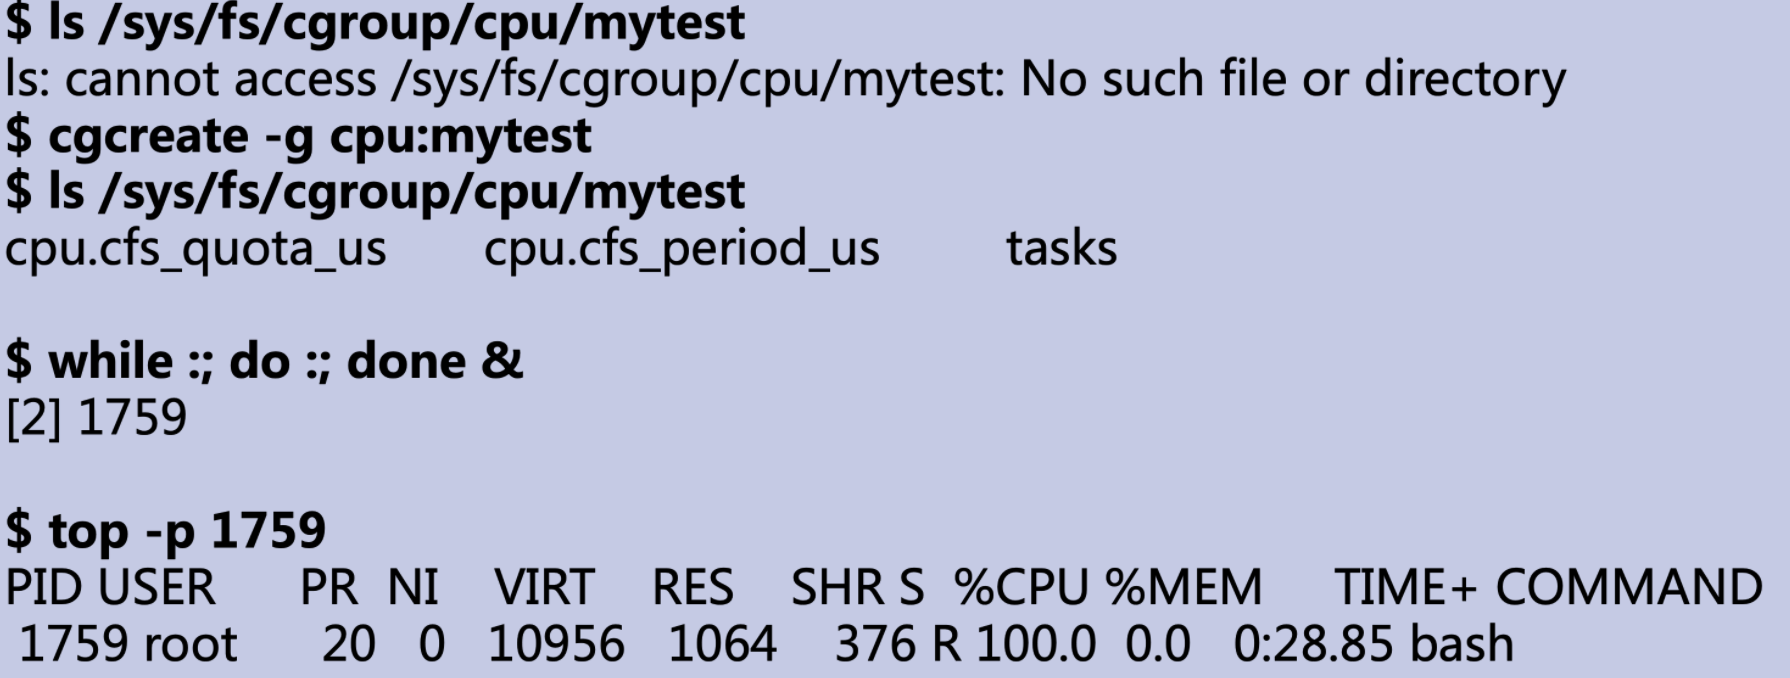 $ ls /sys/fs/cgroup/cpu/mytest
ls: cannot access /sys/fs/cgroup/cpu/mytest: No such file or directory
$ cgcreate -g cpu:mytest
$ ls /sys/fs/cgroup/cpu/mytest
cpu.cfs_quota_us cpu.cfs_period_us tasks
$ while :; do :; done &
[2] 1759
$ top -p 1759
PID USER PR NI VIRT RES SHR S %CPU %MEM TIME+ COMMAND
1759 root 20 0 10956 1064 376 R 100.0 0.0 0:28.85 bash